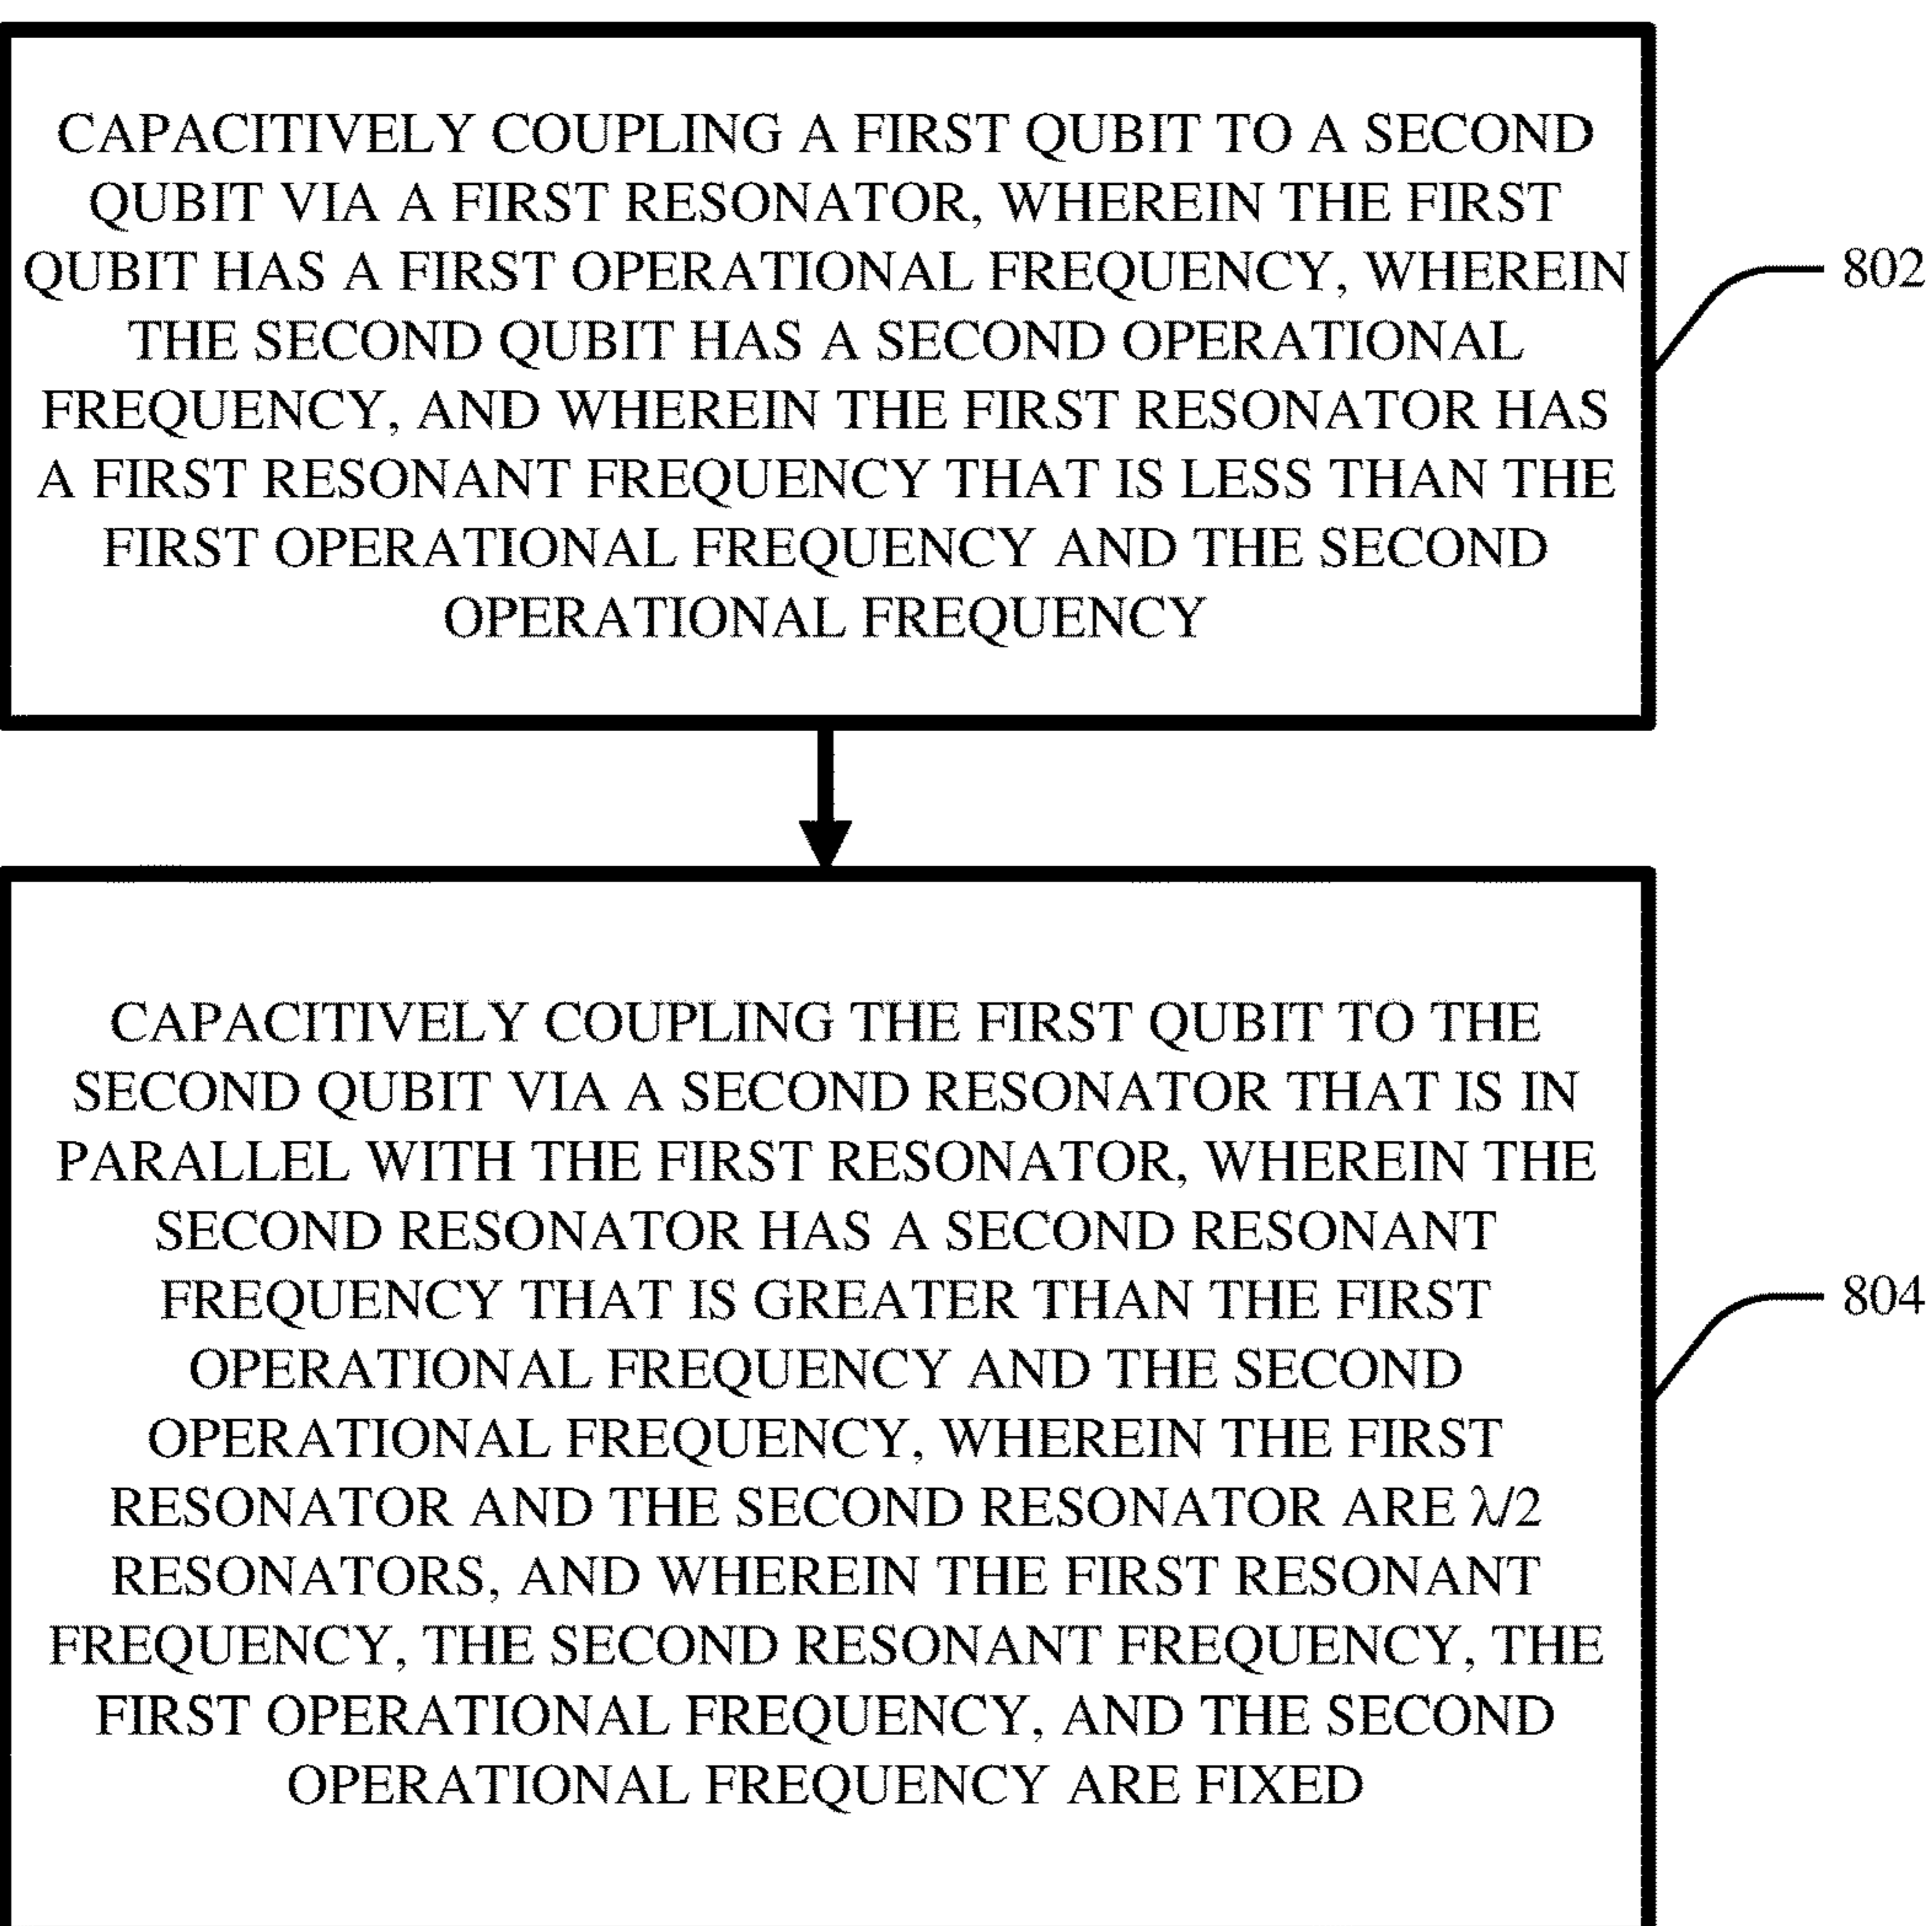 CAPACITIVELY COUPLING A FIRST QUBIT TO A SECOND
QUBIT VIA A FIRST RESONATOR, WHEREIN THE FIRST
QUBIT HAS A FIRST OPERATIONAL FREQUENCY, WHEREIN
THE SECOND QUBIT HAS A SECOND OPERATIONAL
FREQUENCY, AND WHEREIN THE FIRST RESONATOR HAS
A FIRST RESONANT FREQUENCY THAT IS LESS THAN THE
FIRST OPERATIONAL FREQUENCY AND THE SECOND
OPERATIONAL FREQUENCY
802
CAPACITIVELY COUPLING THE FIRST QUBIT TO THE
SECOND QUBIT VIA A SECOND RESONATOR THAT IS IN
PARALLEL WITH THE FIRST RESONATOR, WHEREIN THE
SECOND RESONATOR HAS A SECOND RESONANT
FREQUENCY THAT IS GREATER THAN THE FIRST
OPERATIONAL FREQUENCY AND THE SECOND
OPERATIONAL FREQUENCY, WHEREIN THE FIRST
RESONATOR AND THE SECOND RESONATOR ARE λ/2
RESONATORS, AND WHEREIN THE FIRST RESONANT
FREQUENCY, THE SECOND RESONANT FREQUENCY, THE
FIRST OPERATIONAL FREQUENCY, AND THE SECOND
OPERATIONAL FREQUENCY ARE FIXED
804